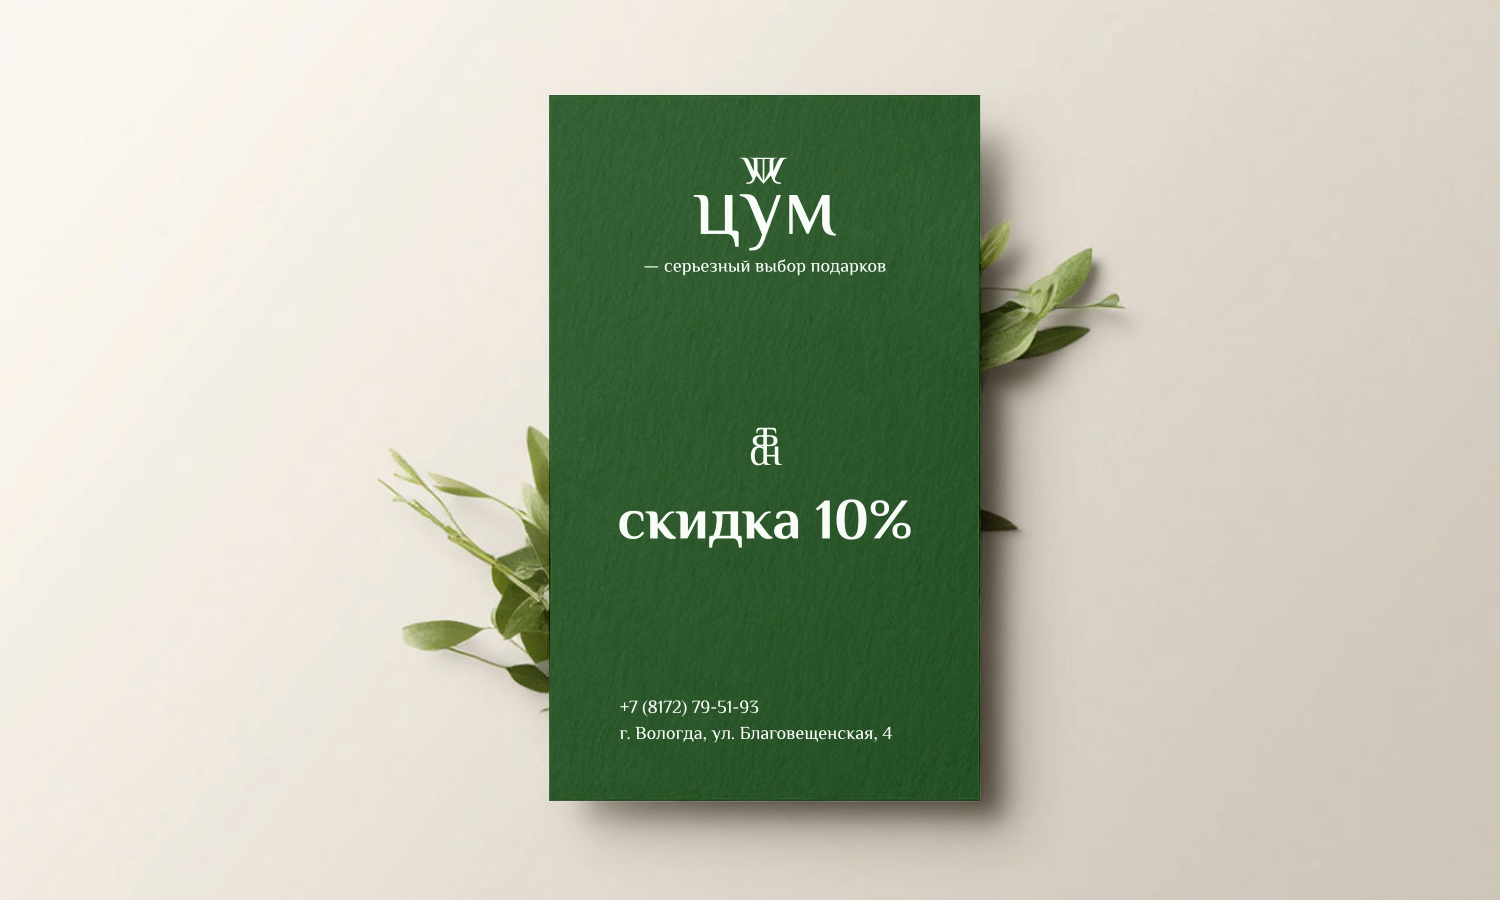 цум
— серьезный выбор подарков
скидка 10%
+7 (8172) 79-51-93
г. Вологда, ул. Благовещенская, 4